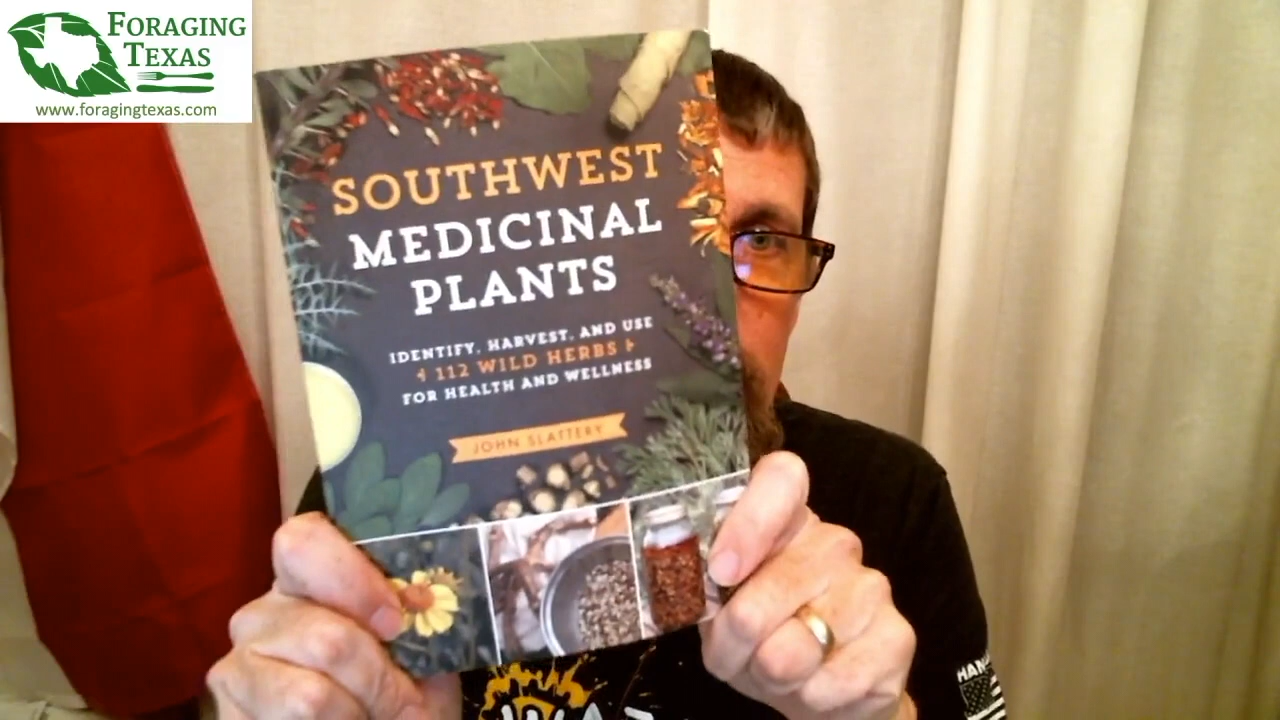 FORAGING
TEXAS
www.foragingtexas.com
SOUTHWEST
MEDICINAL
PLANTS
IDENTIFY, HARVEST, AND USE
112 WILD HERBS
FOR HEALTH AND WELLNESS
JOHN SLATTERY